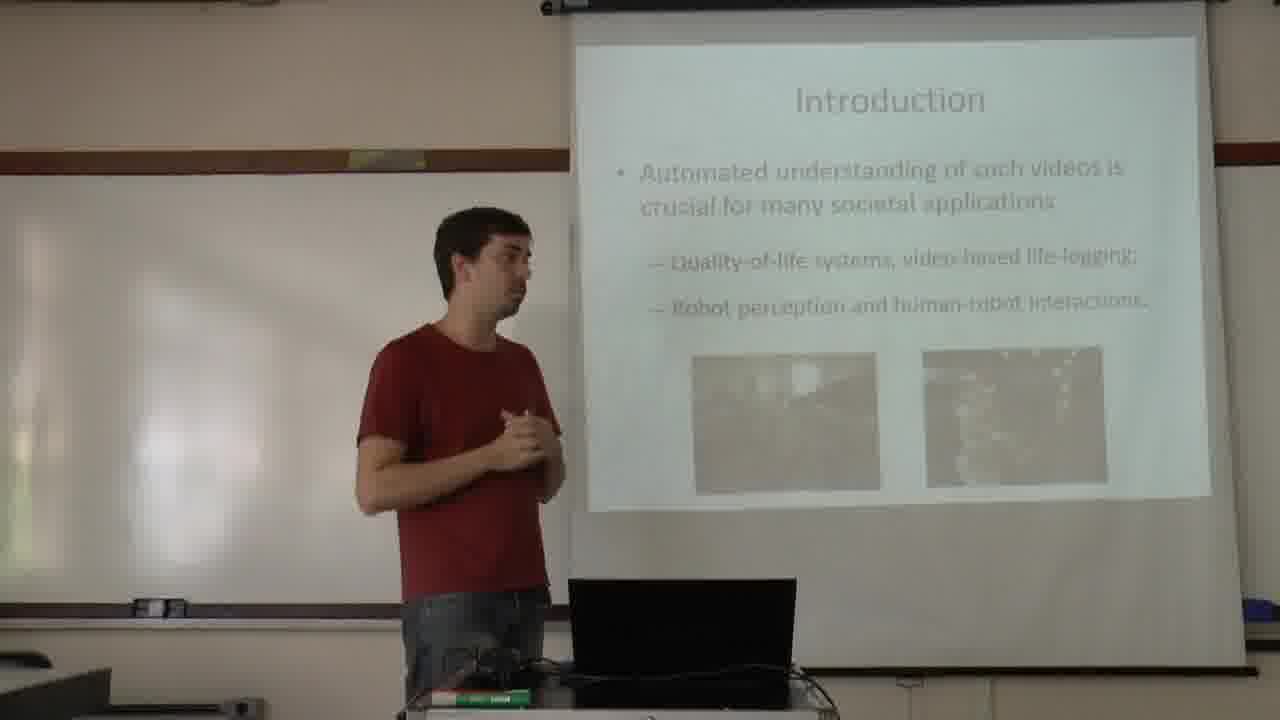 Introduction
• Automated understanding of such videos is
crucial for many societal applications
– Quality-of-life systems, video-based life-logging;
– Robot perception and human-robot interactions.